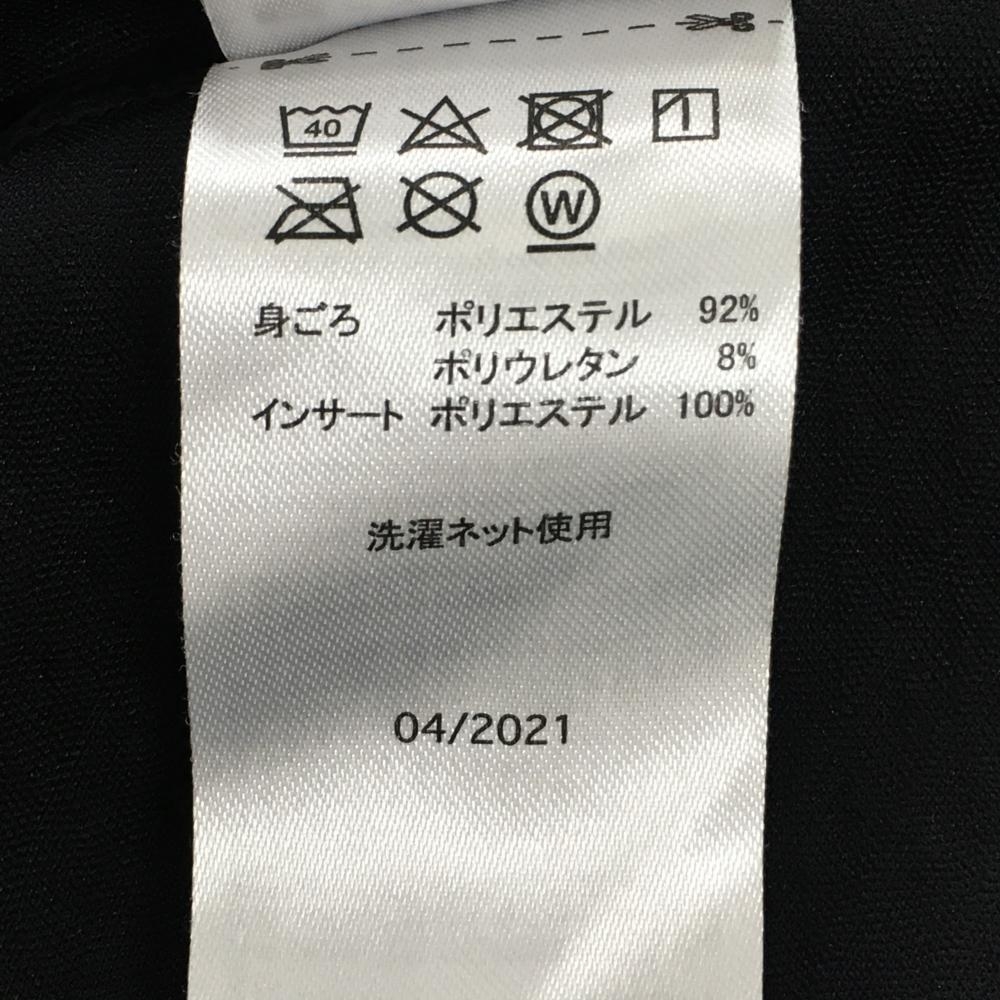 40
W
身ごろ ポリエステル 92%
ポリウレタン 8%
インサート ポリエステル 100%
洗濯ネット使用
04/2021